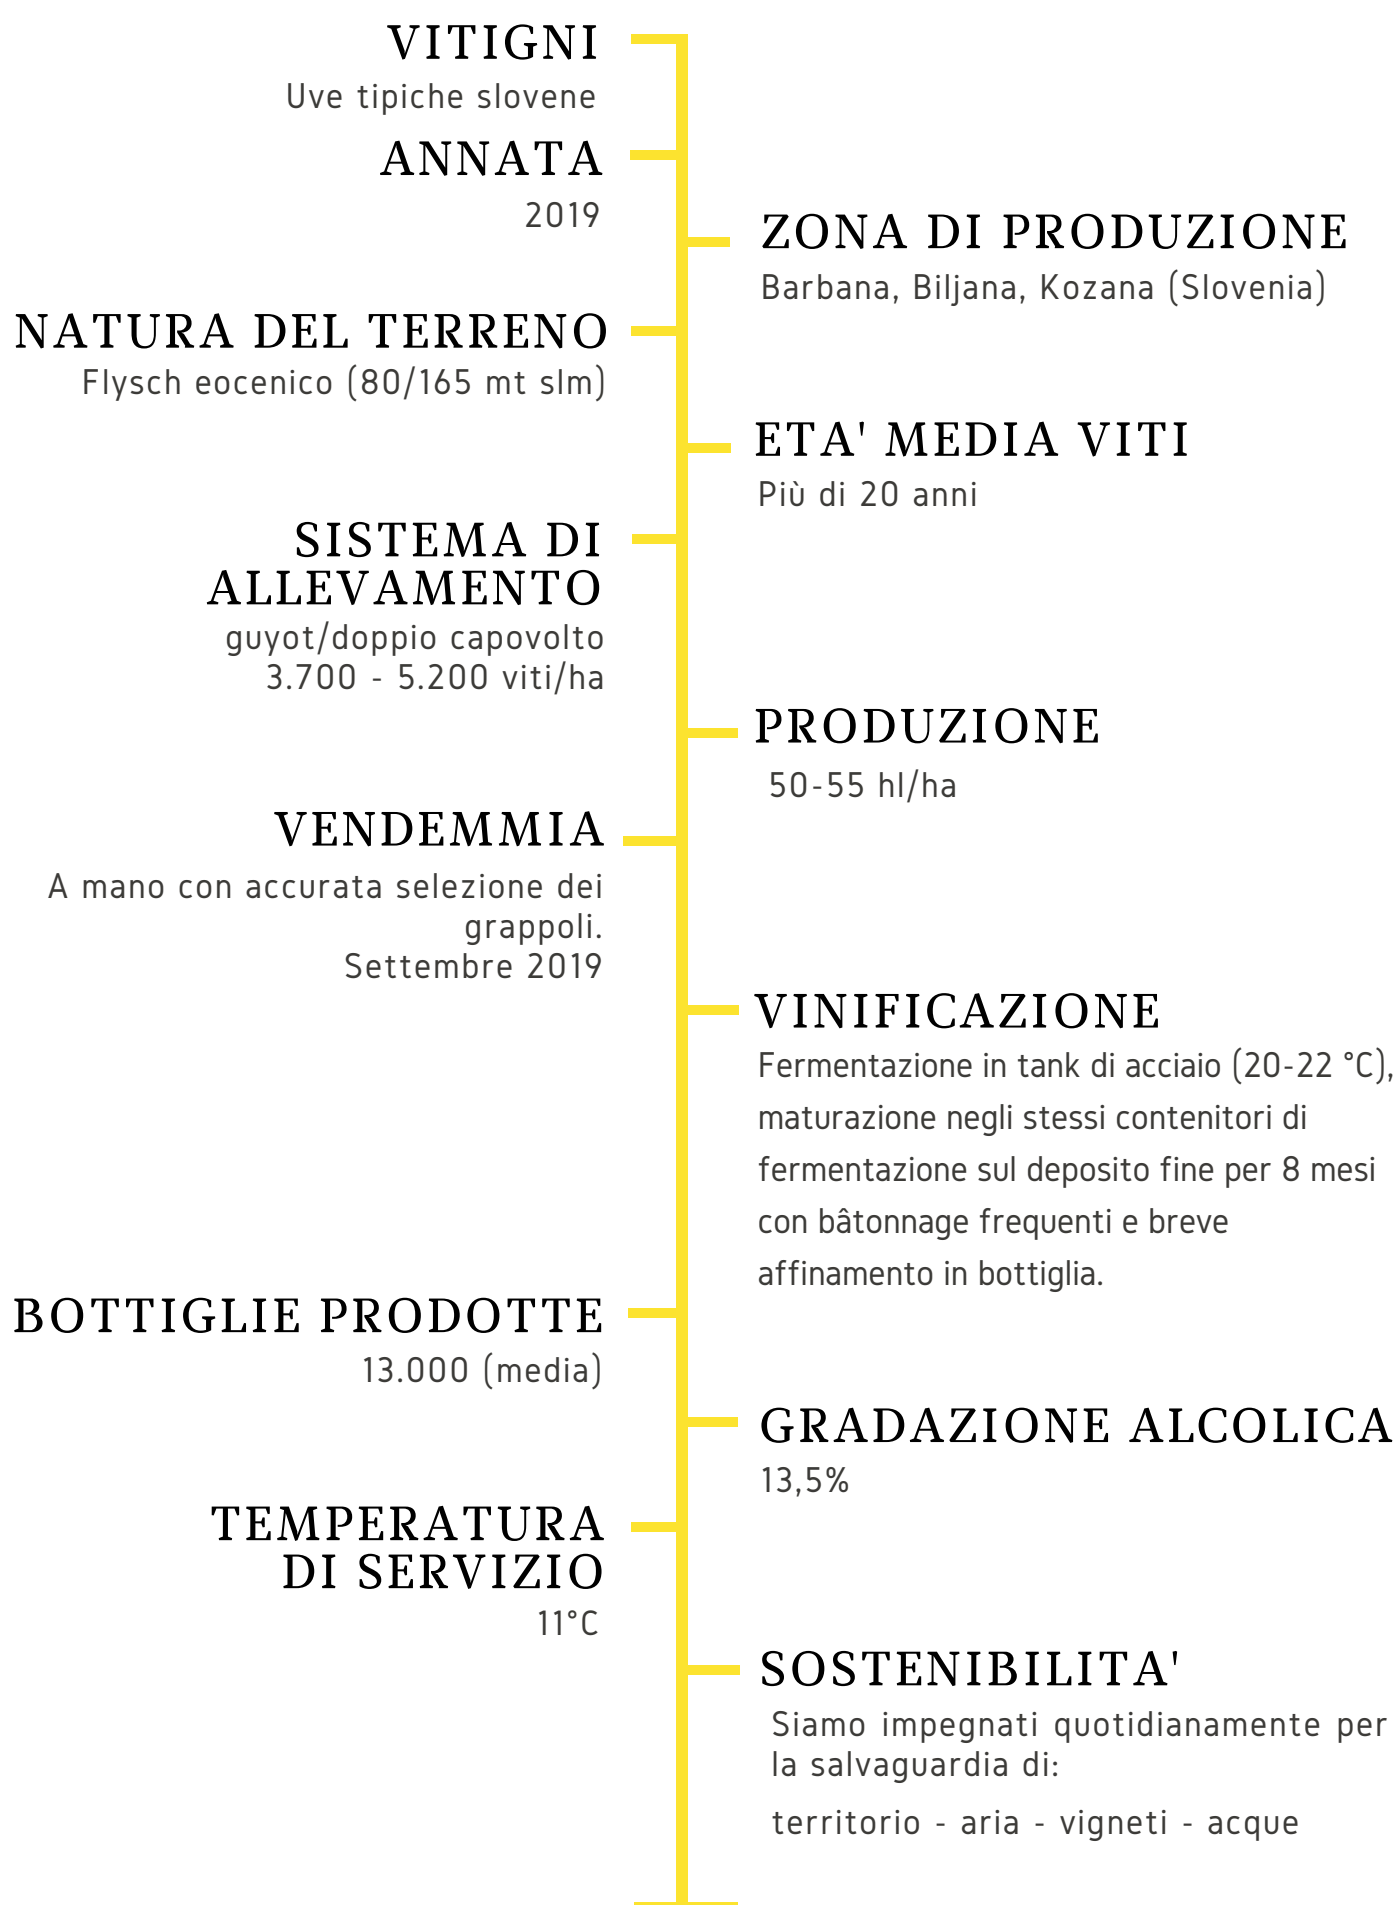 VITIGNI
Uve tipiche slovene
ANNATA
2019
ZONA DI PRODUZIONE
Barbana, Biljana, Kozana (Slovenia)
NATURA DEL TERRENO
Flysch eocenico (80/165 mt slm)
ETA' MEDIA VITI
Più di 20 anni
SISTEMA DI
ALLEVAMENTO
guyot/doppio capovolto
3.700 - 5.200 viti/ha
PRODUZIONE
50-55 hl/ha
VENDEMMIA
A mano con accurata selezione dei
grappoli.
Settembre 2019
VINIFICAZIONE
Fermentazione in tank di acciaio (20-22 °C),
maturazione negli stessi contenitori di
fermentazione sul deposito fine per 8 mesi
con bâtonnage frequenti e breve
affinamento in bottiglia.
BOTTIGLIE PRODOTTE
13.000 (media)
GRADAZIONE ALCOLICA
13,5%
TEMPERATURA
DI SERVIZIO
11°C
SOSTENIBILITA'
Siamo impegnati quotidianamente per
la salvaguardia di:
territorio - aria - vigneti - acque